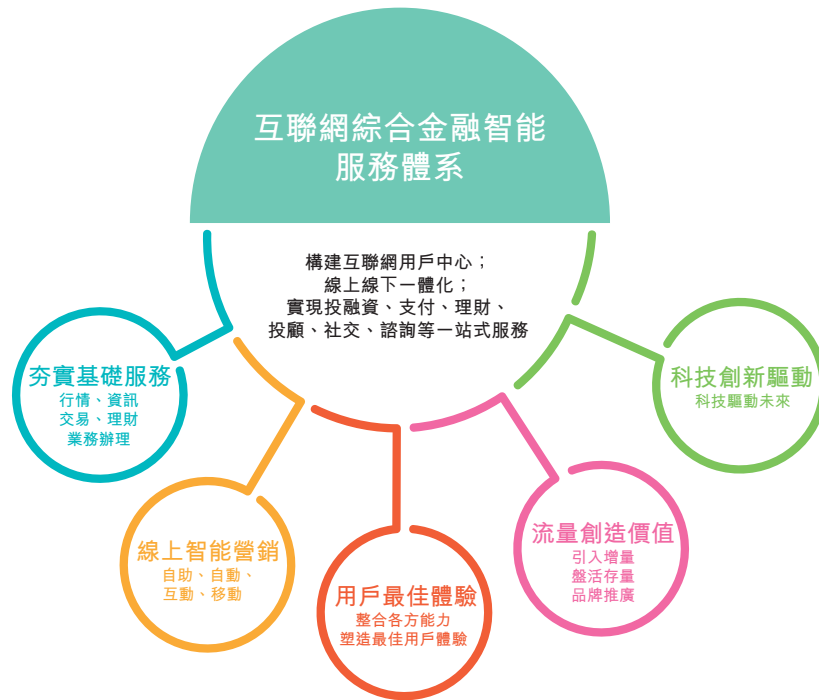 互聯網綜合金融智能
服務體系
構建互聯網用戶中心；
線上線下一體化；
實現投融資、支付、理財、
投顧、社交、諮詢等一站式服務
夯實基礎服務
行情、資訊
交易、理財
業務辦理
線上智能營銷
自助、自動、
互動、移動
用戶最佳體驗
整合各方能力
塑造最佳用戶體驗
流量創造價值
引入增量
盤活存量
品牌推廣
科技創新驅動
科技驅動未來